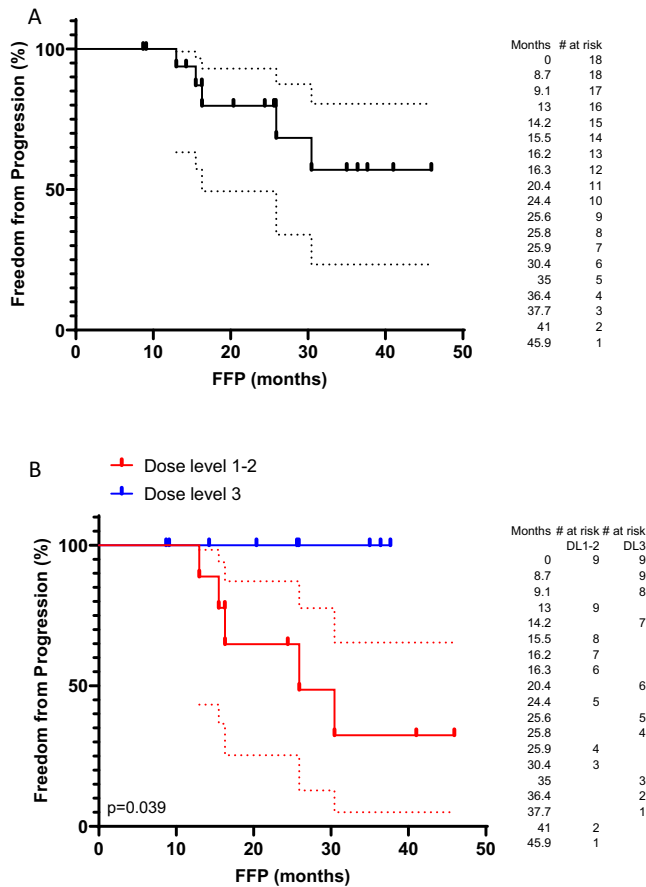 A
Freedom from Progression (%)
100
50
0
0 10 20 30 40 50
FFP (months)
Months # at risk
0 18
8.7 18
9.1 17
13 16
14.2 15
15.5 14
16.2 13
16.3 12
20.4 11
24.4 10
25.6 9
25.8 8
25.9 7
30.4 6
35 5
36.4 4
37.7 3
41 2
45.9 1
B
Dose level 1-2
Dose level 3
Freedom from Progression (%)
100
50
0
p=0.039
0 10 20 30 40 50
FFP (months)
Months # at risk # at risk
DL1-2 DL3
0 9 9
8.7 9
9.1 8
13 9
14.2 7
15.5 8
16.2 7
16.3 6
20.4 6
24.4 5
25.6 5
25.8 4
25.9 4
30.4 3
35 3
36.4 2
37.7 1
41 2
45.9 1